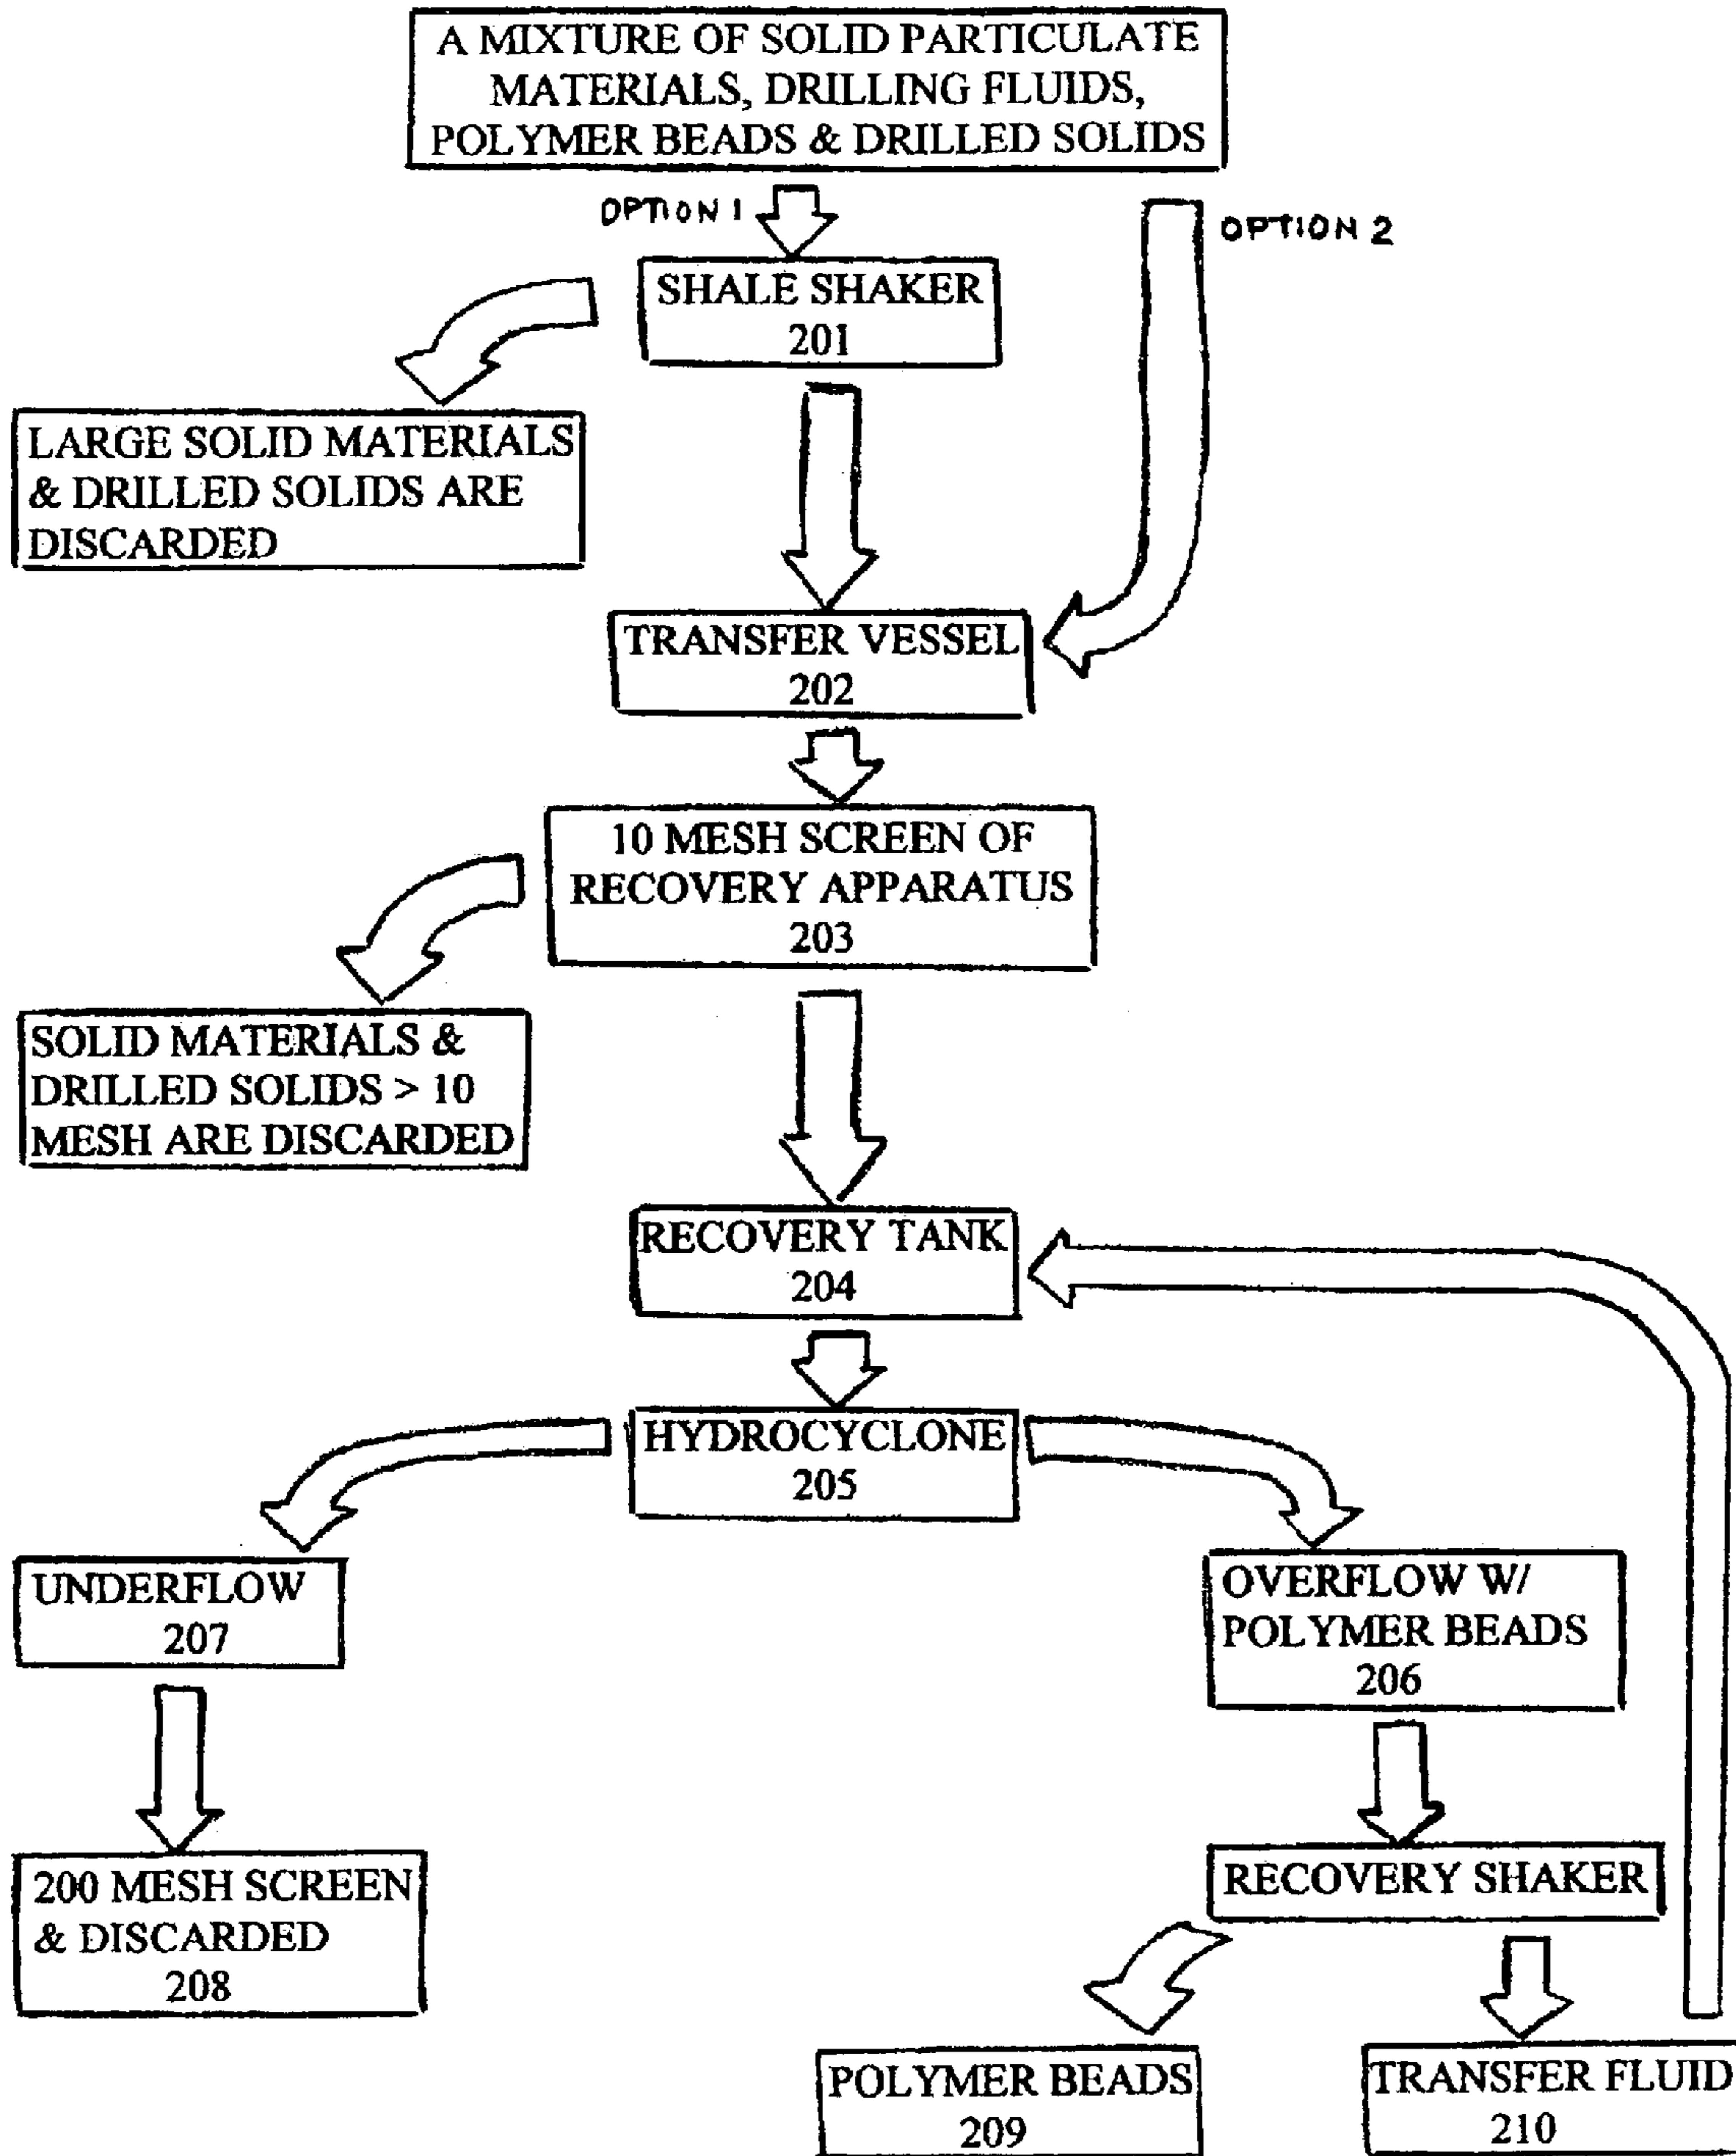 A MIXTURE OF SOLID PARTICULATE
MATERIALS, DRILLING FLUIDS,
POLYMER BEADS & DRILLED SOLIDS
OPTION 1
OPTION 2
SHALE SHAKER
201
LARGE SOLID MATERIALS
& DRILLED SOLIDS ARE
DISCARDED
TRANSFER VESSEL
202
10 MESH SCREEN OF
RECOVERY APPARATUS
203
SOLID MATERIALS &
DRILLED SOLIDS > 10
MESH ARE DISCARDED
RECOVERY TANK
204
HYDROCYCLONE
205
UNDERFLOW
207
OVERFLOW W/
POLYMER BEADS
206
200 MESH SCREEN
& DISCARDED
208
RECOVERY SHAKER
POLYMER BEADS
209
TRANSFER FLUID
210